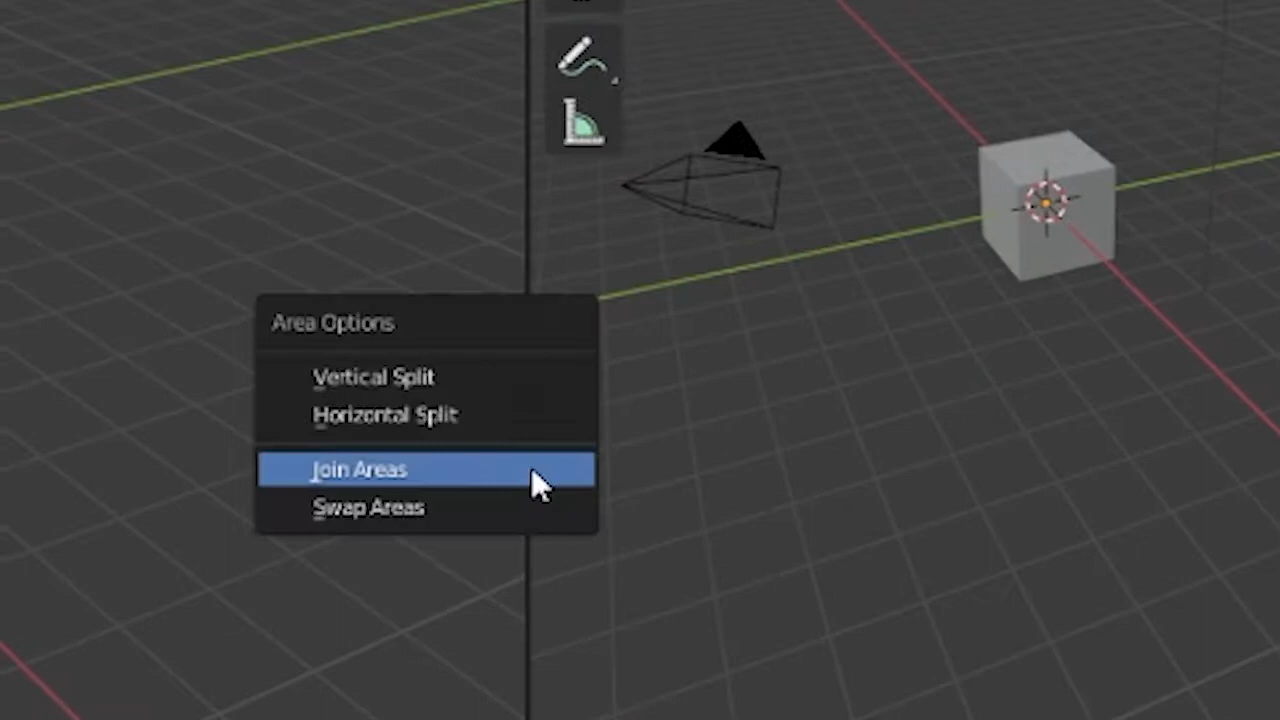 Area Options
Vertical Split
Horizontal Split
Join Areas
Swap Areas